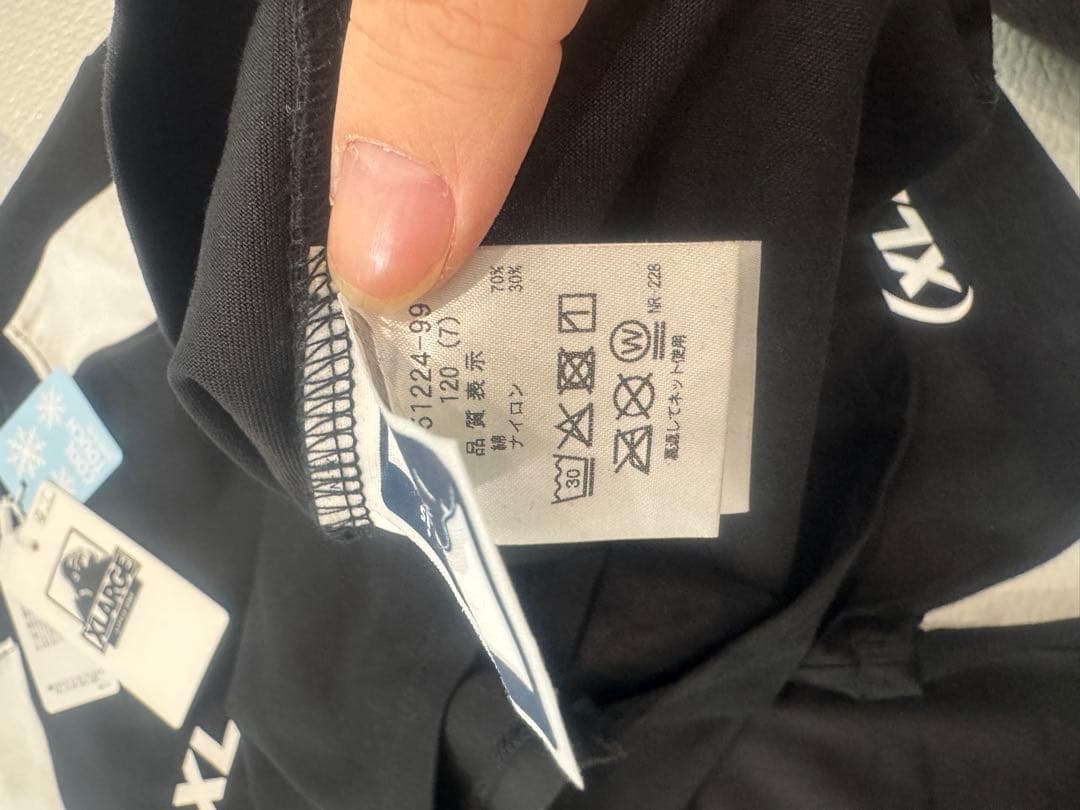 51224-99
120 (7)
品質表示
綿 70%
ナイロン 30%
30
W
裏返してネット使用
NR-228
XL
XLARGE
XL